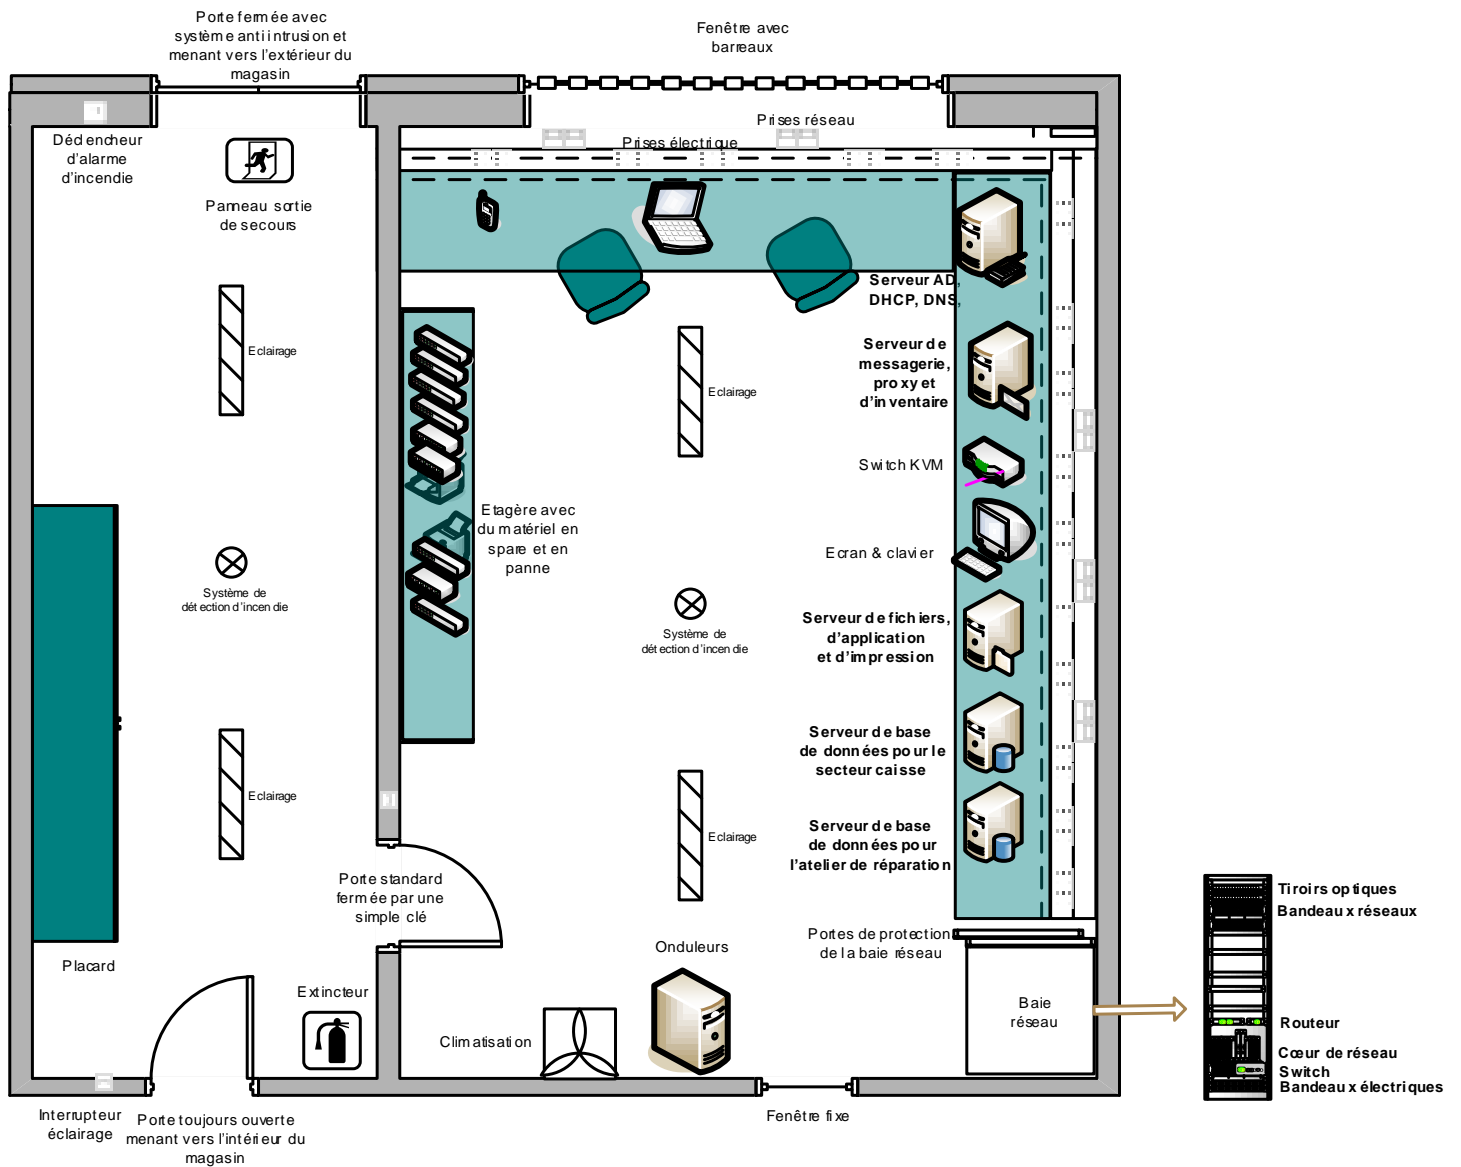 Porte fermée avec
système anti intrusion et
menant vers l'extérieur du
magasin
Fenêtre avec
barreaux
Déclencheur
d'alarme
d'incendie
Panneau sortie
de secours
Prises électrique
Prises réseau
Serveur AD,
DHCP, DNS,
Eclairage
Eclairage
Serveur de
messagerie,
proxy et
d'inventaire
Switch KVM
Etagère avec
du matériel en
spare et en
panne
Ecran & clavier
Système de
détection d'incendie
Système de
détection d'incendie
Serveur de fichiers,
d'application
et d'impression
Serveur de base
de données pour le
secteur caisse
Eclairage
Eclairage
Serveur de base
de données pour
l'atelier de réparation
Porte standard
fermée par une
simple clé
Portes de protection
de la baie réseau
Onduleurs
Placard
Extincteur
Climatisation
Baie
réseau
Tiroirs optiques
Bandeaux réseaux
Routeur
Cœur de réseau
Switch
Bandeaux électriques
Interrupteur
éclairage
Porte toujours ouverte
menant vers l'intérieur du
magasin
Fenêtre fixe